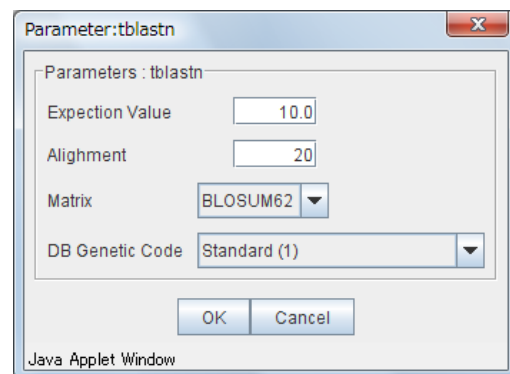 Parameter:tblastn
Parameters : tblastn
Expection Value 10.0
Alighment 20
Matrix BLOSUM62
DB Genetic Code Standard (1)
OK Cancel
Java Applet Window